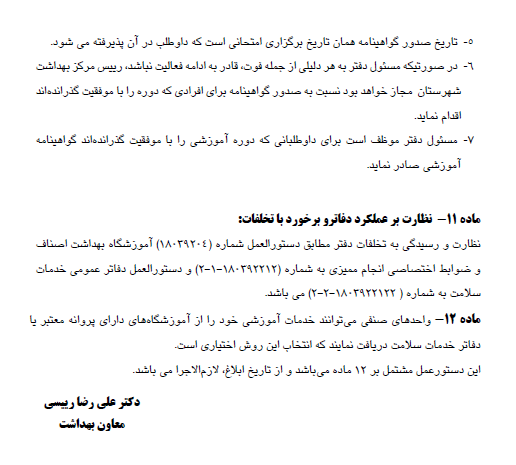 ۵- تاریخ صدور گواهینامه همان تاریخ برگزاری امتحانی است که داوطلب در آن پذیرفته می شود.
۶- در صورتیکه مسئول دفتر به هر دلیلی از جمله فوت، قادر به ادامه فعالیت نباشد، رییس مرکز بهداشت
شهرستان مجاز خواهد بود نسبت به صدور گواهینامه برای افرادی که دوره را با موفقیت گذرانده‌اند
اقدام نماید.
۷- مسئول دفتر موظف است برای داوطلبانی که دوره آموزشی را با موفقیت گذرانده‌اند گواهینامه
آموزشی صادر نماید.
ماده ۱۱- نظارت بر عملکرد دفاترو برخورد با تخلفات:
نظارت و رسیدگی به تخلفات دفتر مطابق دستورالعمل شماره (۱۸۰۳۹۲۰۴) آموزشگاه بهداشت اصناف
و ضوابط اختصاصی انجام ممیزی به شماره (۱۸۰۳۹۲۲۱۲-۱-۲) و دستورالعمل دفاتر عمومی خدمات
سلامت به شماره ( ۱۸۰۳۹۲۲۱۲۲-۲-۲) می باشد.
ماده ۱۲- واحدهای صنفی می‌توانند خدمات آموزشی خود را از آموزشگاه‌های دارای پروانه معتبر یا
دفاتر خدمات سلامت دریافت نمایند که انتخاب این روش اختیاری است.
این دستورعمل مشتمل بر ۱۲ ماده می‌باشد و از تاریخ ابلاغ، لازم‌الاجرا می باشد.
دکتر علی رضا رییسی
معاون بهداشت